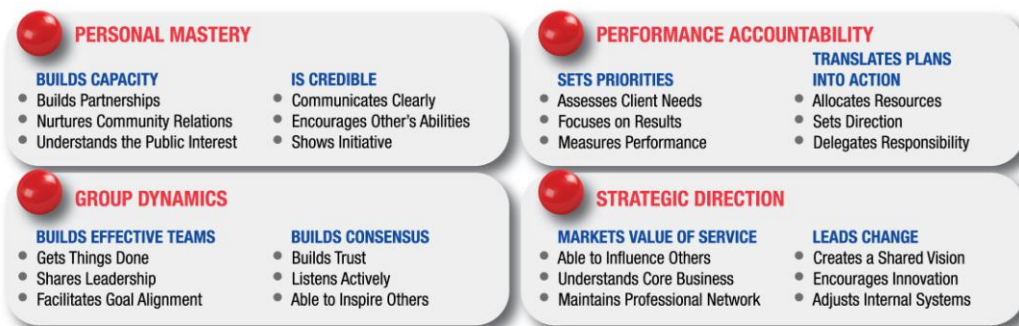 PERSONAL MASTERY
BUILDS CAPACITY
Builds Partnerships
Nurtures Community Relations
Understands the Public Interest
IS CREDIBLE
Communicates Clearly
Encourages Other's Abilities
Shows Initiative
PERFORMANCE ACCOUNTABILITY
SETS PRIORITIES
Assesses Client Needs
Focuses on Results
Measures Performance
TRANSLATES PLANS
INTO ACTION
Allocates Resources
Sets Direction
Delegates Responsibility
GROUP DYNAMICS
BUILDS EFFECTIVE TEAMS
Gets Things Done
Shares Leadership
Facilitates Goal Alignment
BUILDS CONSENSUS
Builds Trust
Listens Actively
Able to Inspire Others
STRATEGIC DIRECTION
MARKETS VALUE OF SERVICE
Able to Influence Others
Understands Core Business
Maintains Professional Network
LEADS CHANGE
Creates a Shared Vision
Encourages Innovation
Adjusts Internal Systems